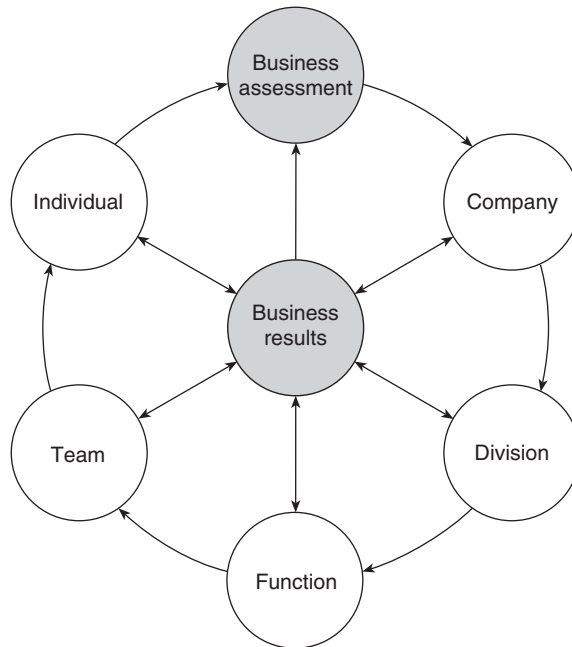 Business
assessment
Individual
Company
Business
results
Team
Division
Function